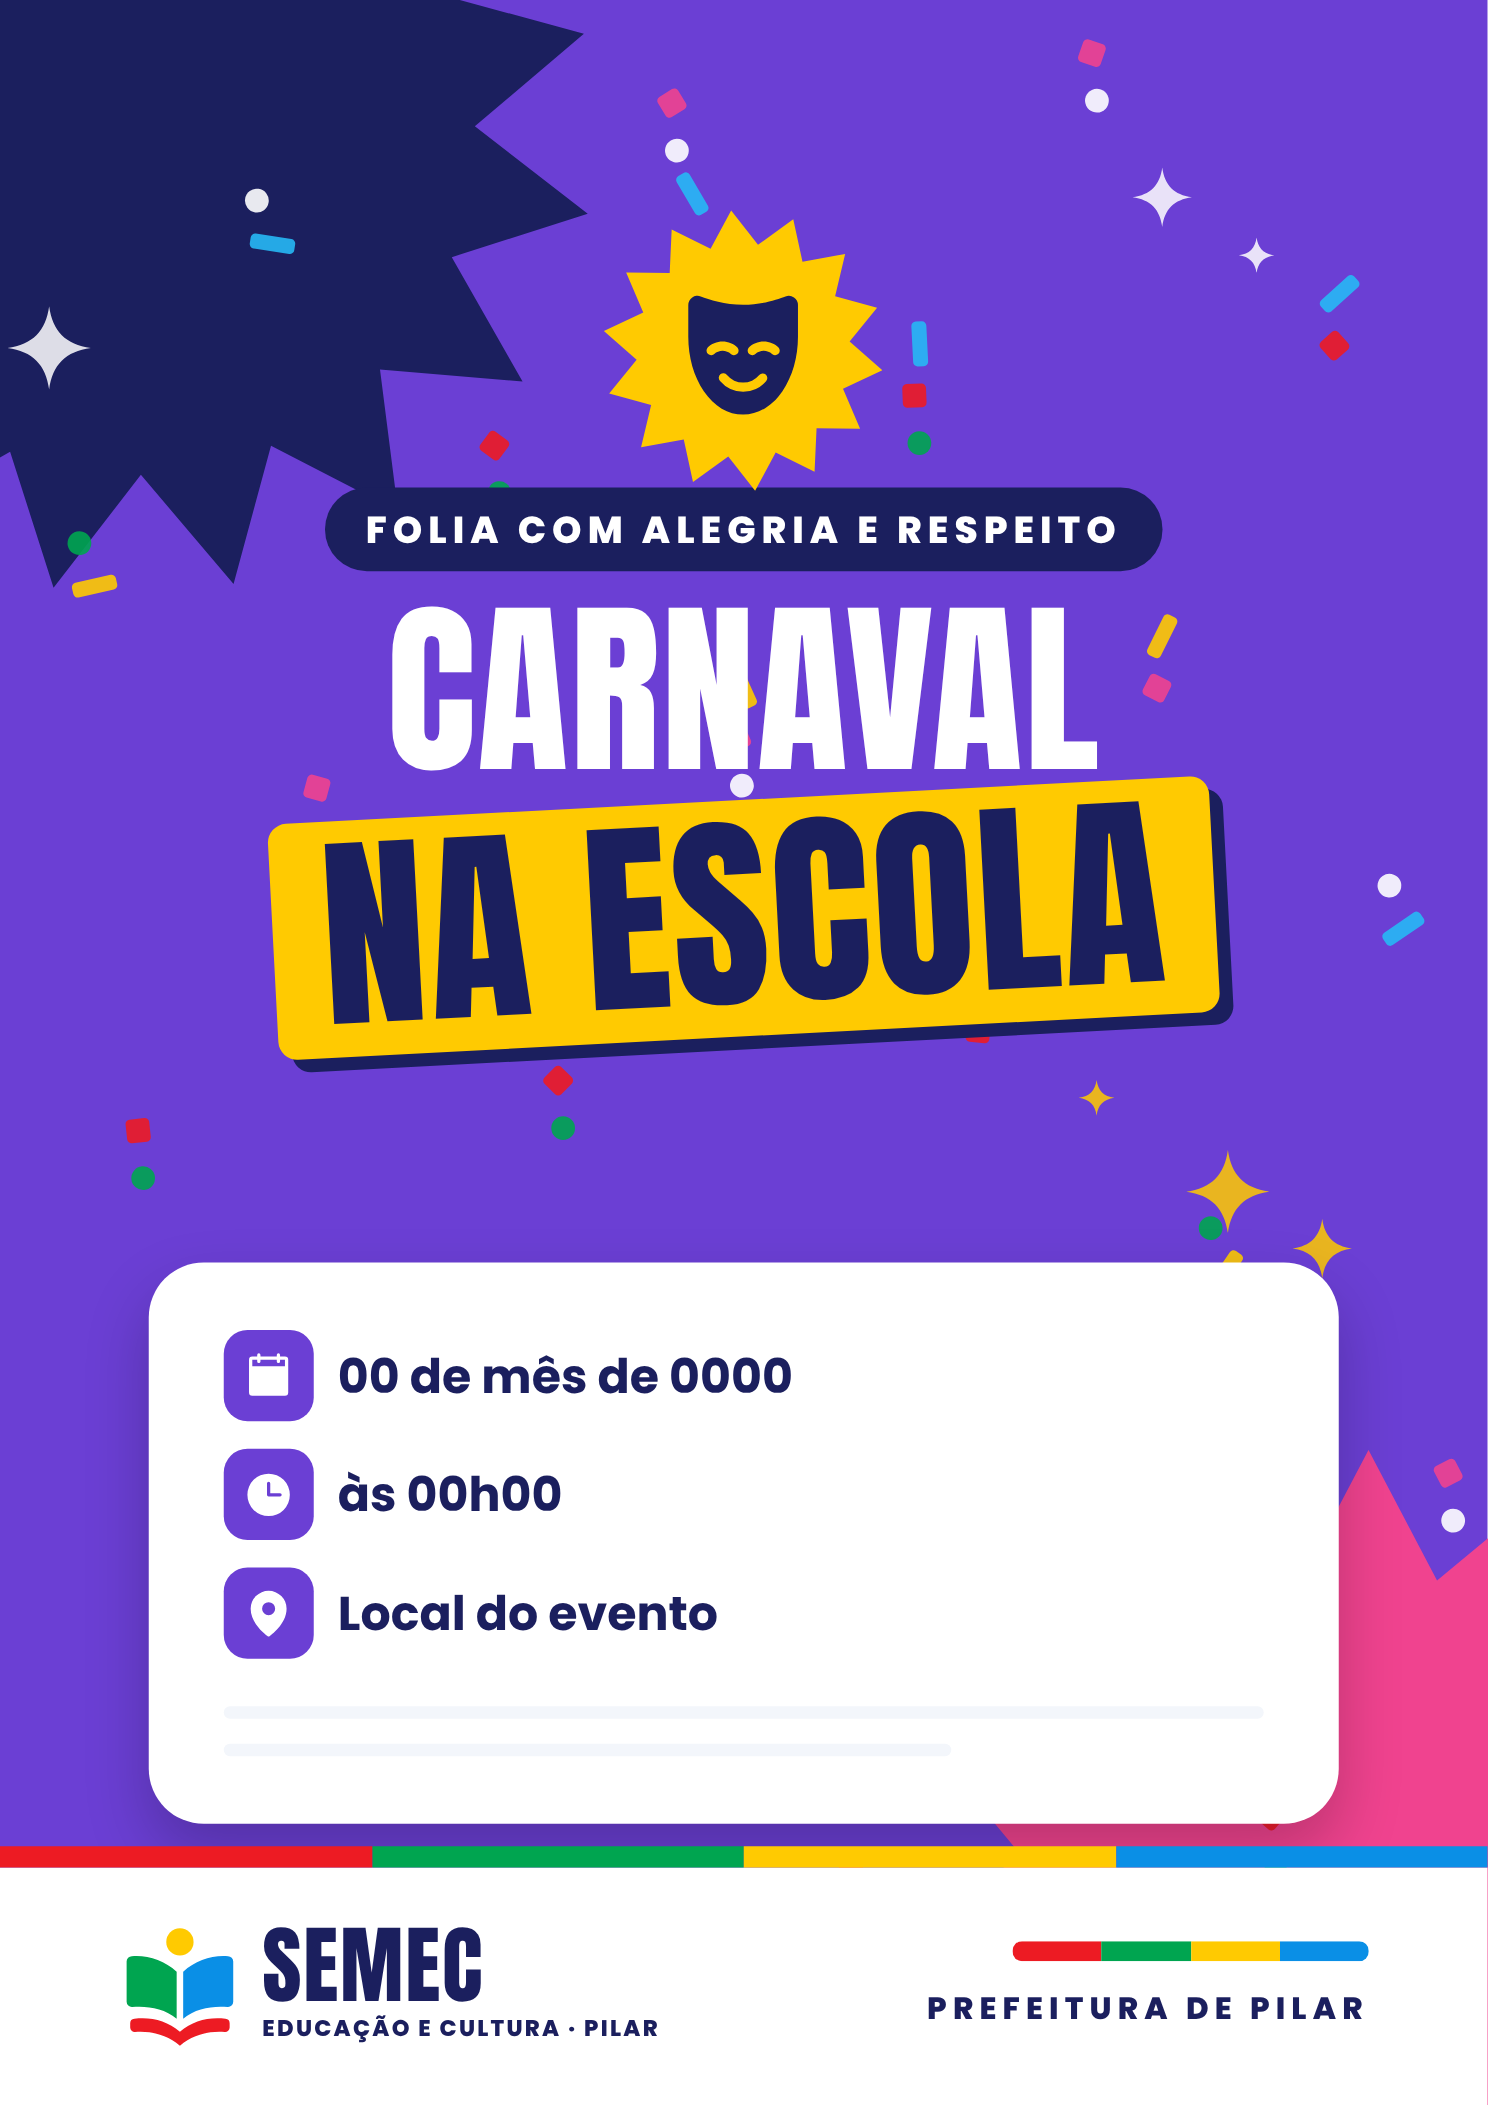 FOLIA COM ALEGRIA E RESPEITO
CARNAVAL
NA ESCOLA
00 de mês de 0000
às 00h00
Local do evento
SEMEC
EDUCAÇÃO E CULTURA · PILAR
PREFEITURA DE PILAR